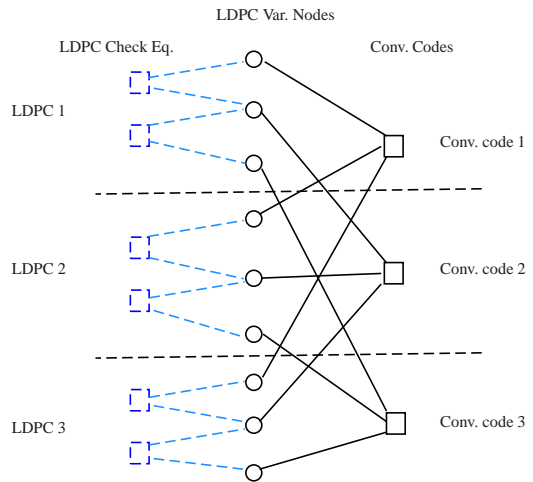 LDPC Var. Nodes
LDPC Check Eq.
Conv. Codes
LDPC 1
Conv. code 1
LDPC 2
Conv. code 2
LDPC 3
Conv. code 3